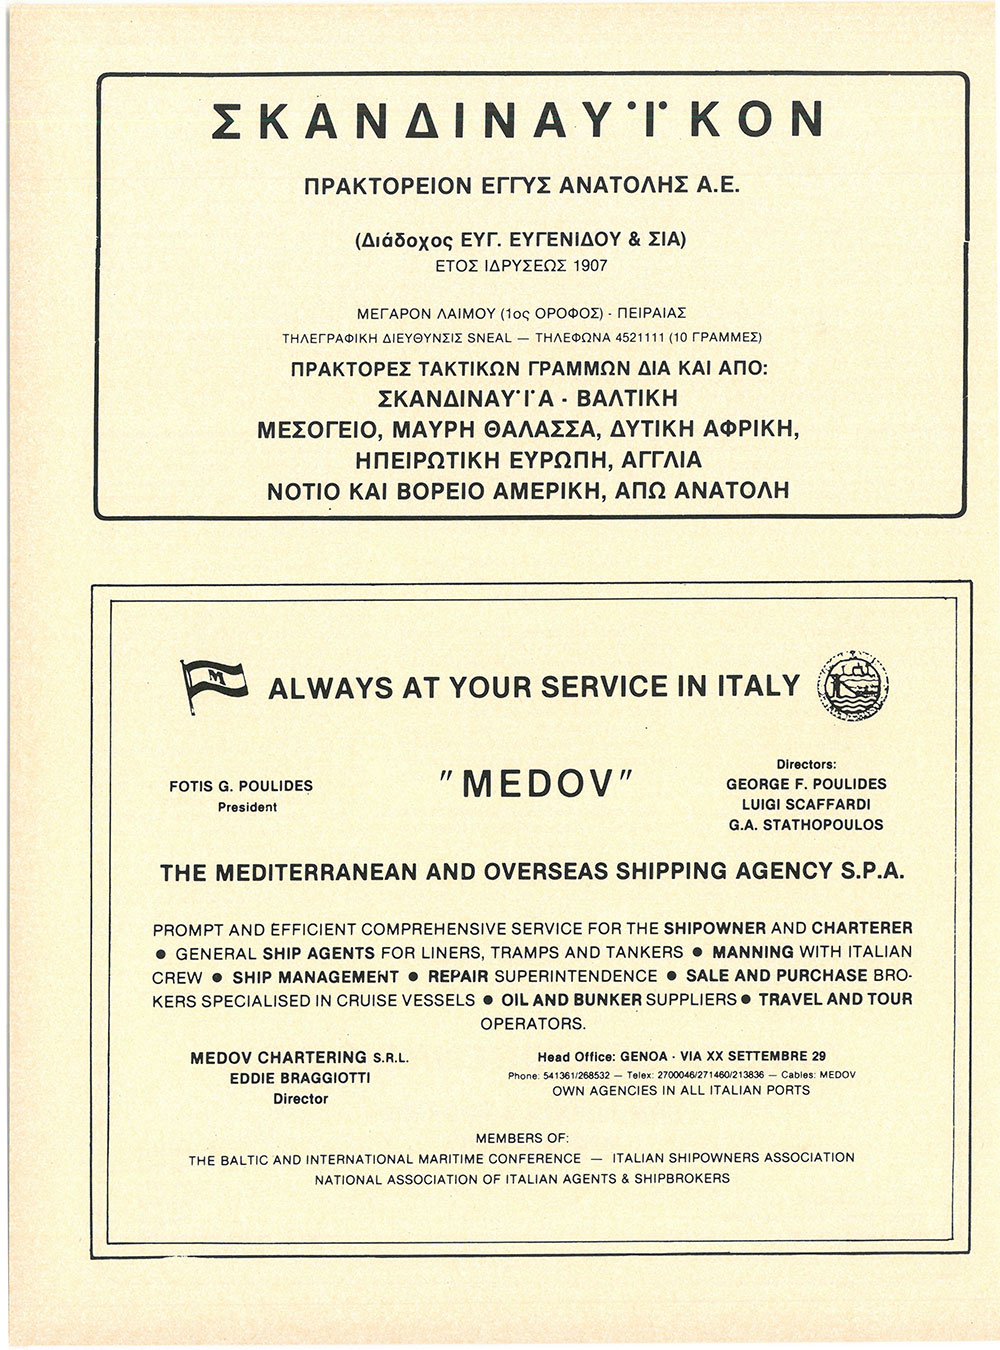 ΣΚΑΝΔΙΝΑΥΪΚΟΝ
ΠΡΑΚΤΟΡΕΙΟΝ ΕΓΓΥΣ ΑΝΑΤΟΛΗΣ Α.Ε.
(Διάδοχος ΕΥΓ. ΕΥΓΕΝΙΔΟΥ & ΣΙΑ)
ΕΤΟΣ ΙΔΡΥΣΕΩΣ 1907
ΜΕΓΑΡΟΝ ΛΑΙΜΟΥ (1ος ΟΡΟΦΟΣ) - ΠΕΙΡΑΙΑΣ
ΤΗΛΕΓΡΑΦΙΚΗ ΔΙΕΥΘΥΝΣΙΣ SNEAL — ΤΗΛΕΦΩΝΑ 4521111 (10 ΓΡΑΜΜΕΣ)
ΠΡΑΚΤΟΡΕΣ ΤΑΚΤΙΚΩΝ ΓΡΑΜΜΩΝ ΔΙΑ ΚΑΙ ΑΠΟ:
ΣΚΑΝΔΙΝΑΥΪΑ - ΒΑΛΤΙΚΗ
ΜΕΣΟΓΕΙΟ, ΜΑΥΡΗ ΘΑΛΑΣΣΑ, ΔΥΤΙΚΗ ΑΦΡΙΚΗ,
ΗΠΕΙΡΩΤΙΚΗ ΕΥΡΩΠΗ, ΑΓΓΛΙΑ
ΝΟΤΙΟ ΚΑΙ ΒΟΡΕΙΟ ΑΜΕΡΙΚΗ, ΑΠΩ ΑΝΑΤΟΛΗ
M
ALWAYS AT YOUR SERVICE IN ITALY
FOTIS G. POULIDES
President
"MEDOV"
Directors:
GEORGE F. POULIDES
LUIGI SCAFFARDI
G.A. STATHOPOULOS
THE MEDITERRANEAN AND OVERSEAS SHIPPING AGENCY S.P.A.
PROMPT AND EFFICIENT COMPREHENSIVE SERVICE FOR THE SHIPOWNER AND CHARTERER
● GENERAL SHIP AGENTS FOR LINERS, TRAMPS AND TANKERS ● MANNING WITH ITALIAN
CREW ● SHIP MANAGEMENT ● REPAIR SUPERINTENDENCE ● SALE AND PURCHASE BRO-
KERS SPECIALISED IN CRUISE VESSELS ● OIL AND BUNKER SUPPLIERS ● TRAVEL AND TOUR
OPERATORS.
MEDOV CHARTERING S.R.L.
EDDIE BRAGGIOTTI
Director
Head Office: GENOA - VIA XX SETTEMBRE 29
Phone: 541361/268532 — Telex: 2700046/271460/213836 — Cables: MEDOV
OWN AGENCIES IN ALL ITALIAN PORTS
MEMBERS OF:
THE BALTIC AND INTERNATIONAL MARITIME CONFERENCE — ITALIAN SHIPOWNERS ASSOCIATION
NATIONAL ASSOCIATION OF ITALIAN AGENTS & SHIPBROKERS